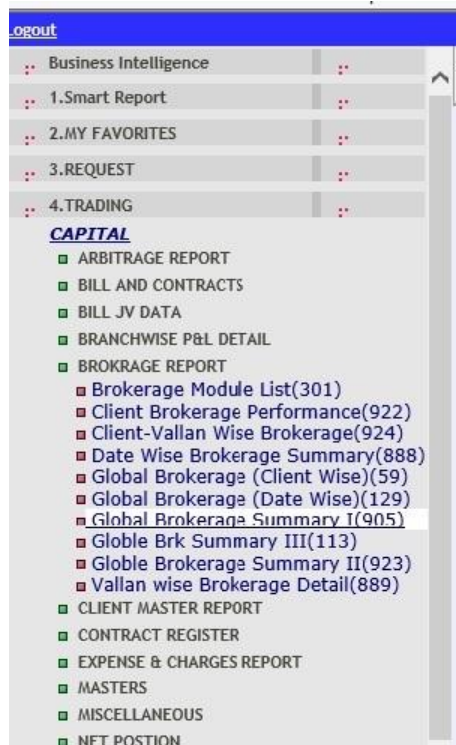 Logout
Business Intelligence
1.Smart Report
2.MY FAVORITES
3.REQUEST
4.TRADING
CAPITAL
ARBITRAGE REPORT
BILL AND CONTRACTS
BILL JV DATA
BRANCHWISE P&L DETAIL
BROKRAGE REPORT
Brokerage Module List(301)
Client Brokerage Performance(922)
Client-Vallan Wise Brokerage(924)
Date Wise Brokerage Summary(888)
Global Brokerage (Client Wise)(59)
Global Brokerage (Date Wise)(129)
Global Brokerage Summary I(905)
Globle Brk Summary III(113)
Globle Brokerage Summary II(923)
Vallan wise Brokerage Detail(889)
CLIENT MASTER REPORT
CONTRACT REGISTER
EXPENSE & CHARGES REPORT
MASTERS
MISCELLANEOUS
NET POSTION